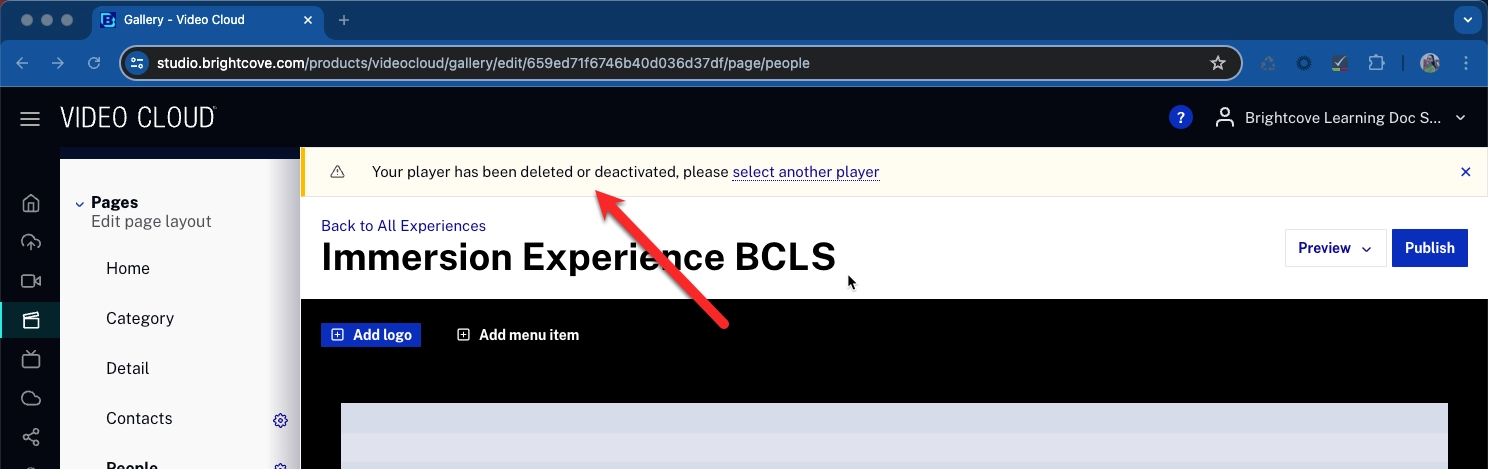 Gallery - Video Cloud
studio.brightcove.com/products/videocloud/gallery/edit/659ed71f6746b40d036d37df/page/people
VIDEO CLOUD
?
Brightcove Learning Doc S...
Your player has been deleted or deactivated, please select another player
Pages
Edit page layout
Home
Category
Detail
Contacts
People
Back to All Experiences
Immersion Experience BCLS
Preview
Publish
Add logo
Add menu item